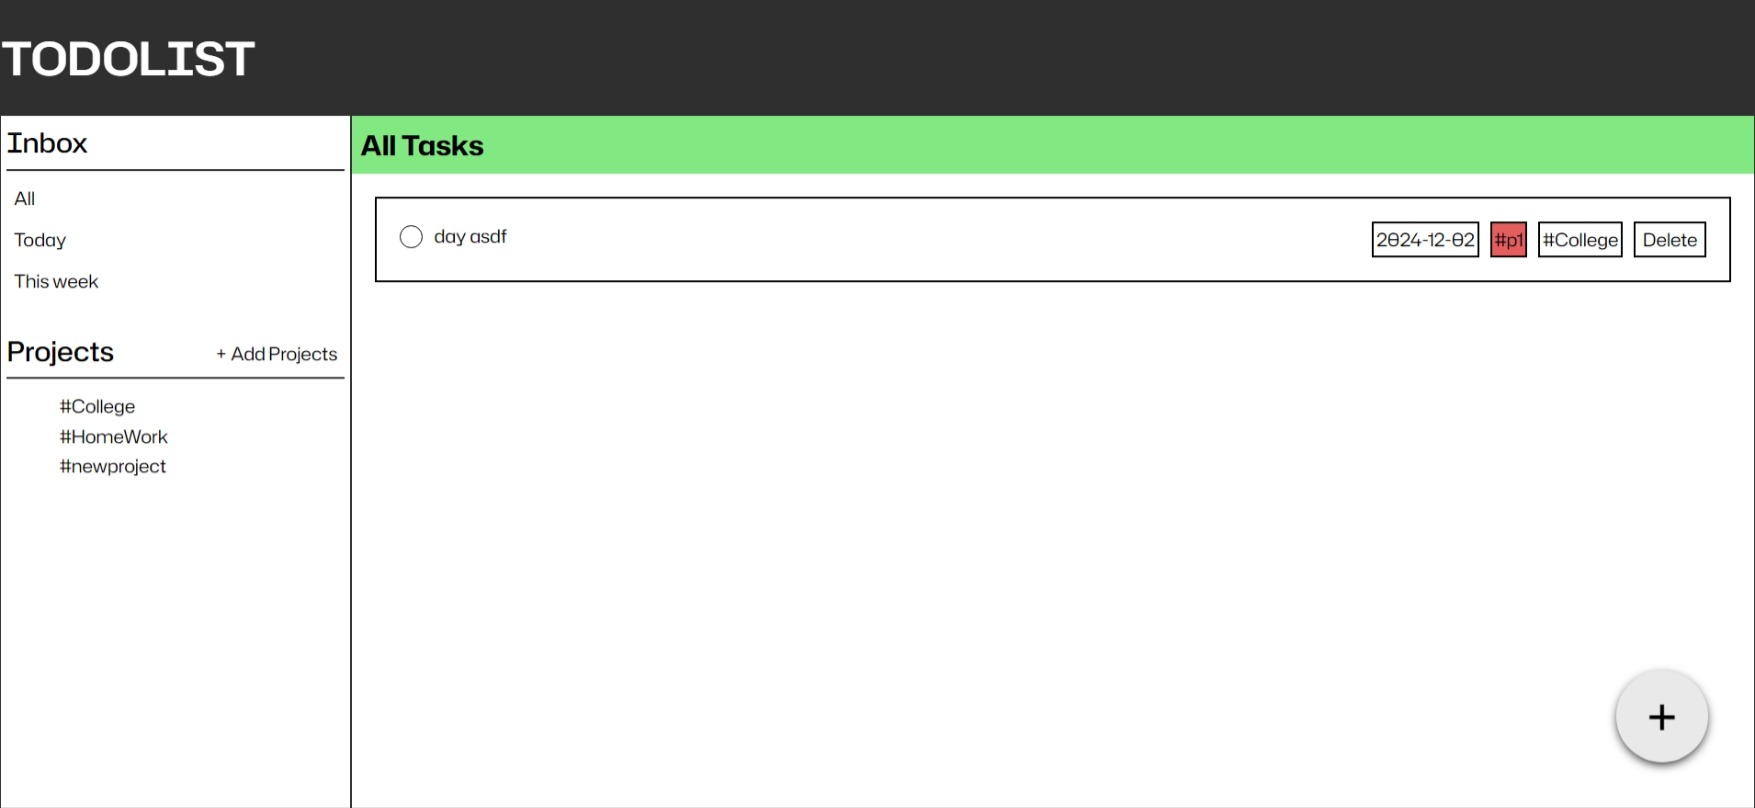 TODOLIST
Inbox
All
Today
This week
Projects + Add Projects
#College
#HomeWork
#newproject
All Tasks
day asdf 2024-12-02 #p1 #College Delete
+